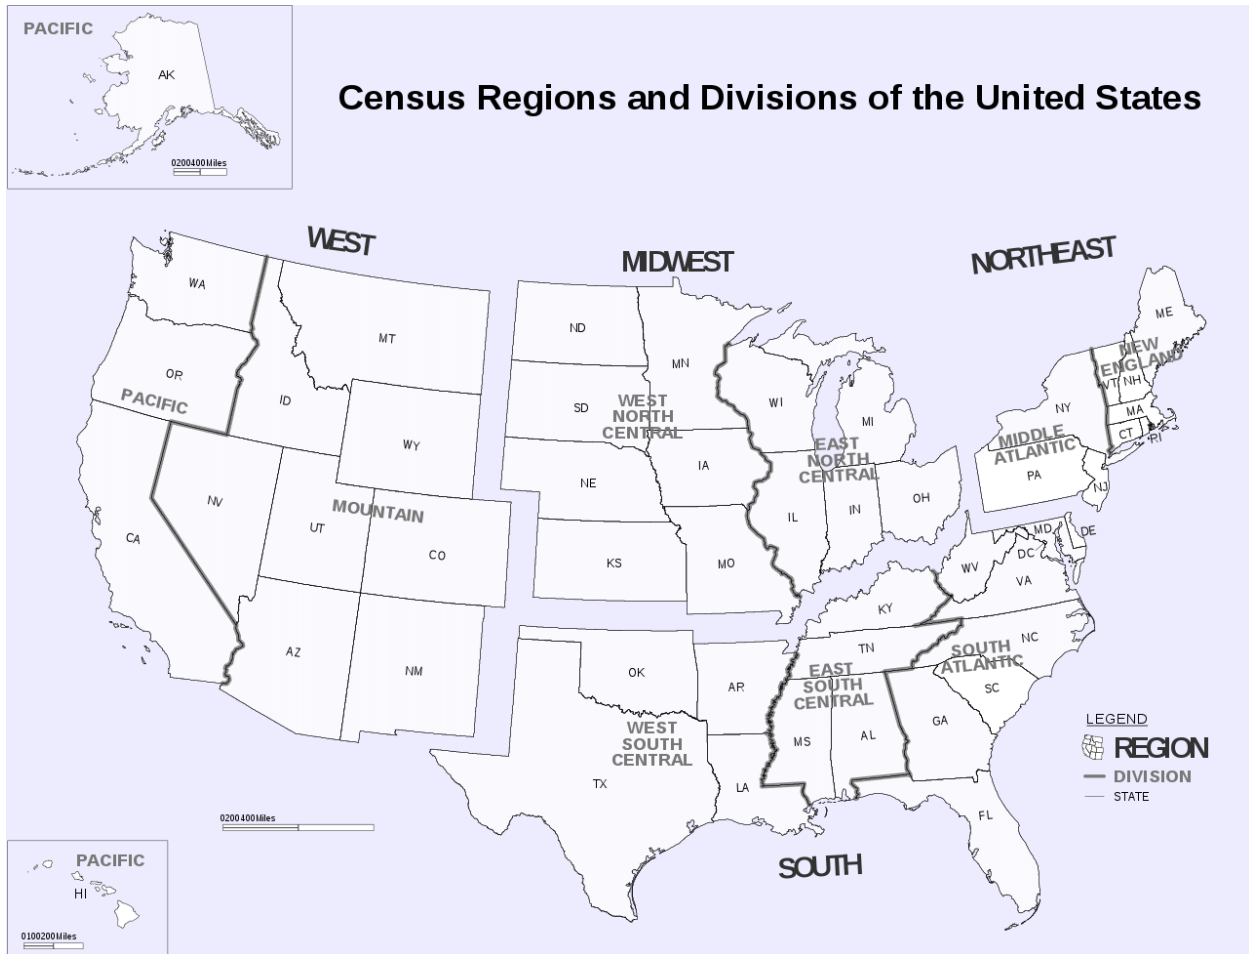 PACIFIC
AK
0200400Miles
Census Regions and Divisions of the United States
WEST
MIDWEST
NORTHEAST
WA
MT
OR
ID
WY
PACIFIC
NV
UT
MOUNTAIN
CO
CA
AZ
NM
ND
MN
SD
WEST
NORTH
CENTRAL
NE
IA
KS
MO
WI
MI
EAST
NORTH
CENTRAL
IL
IN
OH
ME
NEW
ENGLAND
VT
NH
NY
MA
CT
RI
MIDDLE
ATLANTIC
PA
NJ
MD
DE
DC
WV
VA
KY
TN
NC
SOUTH
ATLANTIC
SC
EAST
SOUTH
CENTRAL
OK
AR
WEST
SOUTH
CENTRAL
MS
AL
GA
TX
LA
FL
SOUTH
0200400Miles
LEGEND
REGION
DIVISION
STATE
PACIFIC
HI
0100200Miles